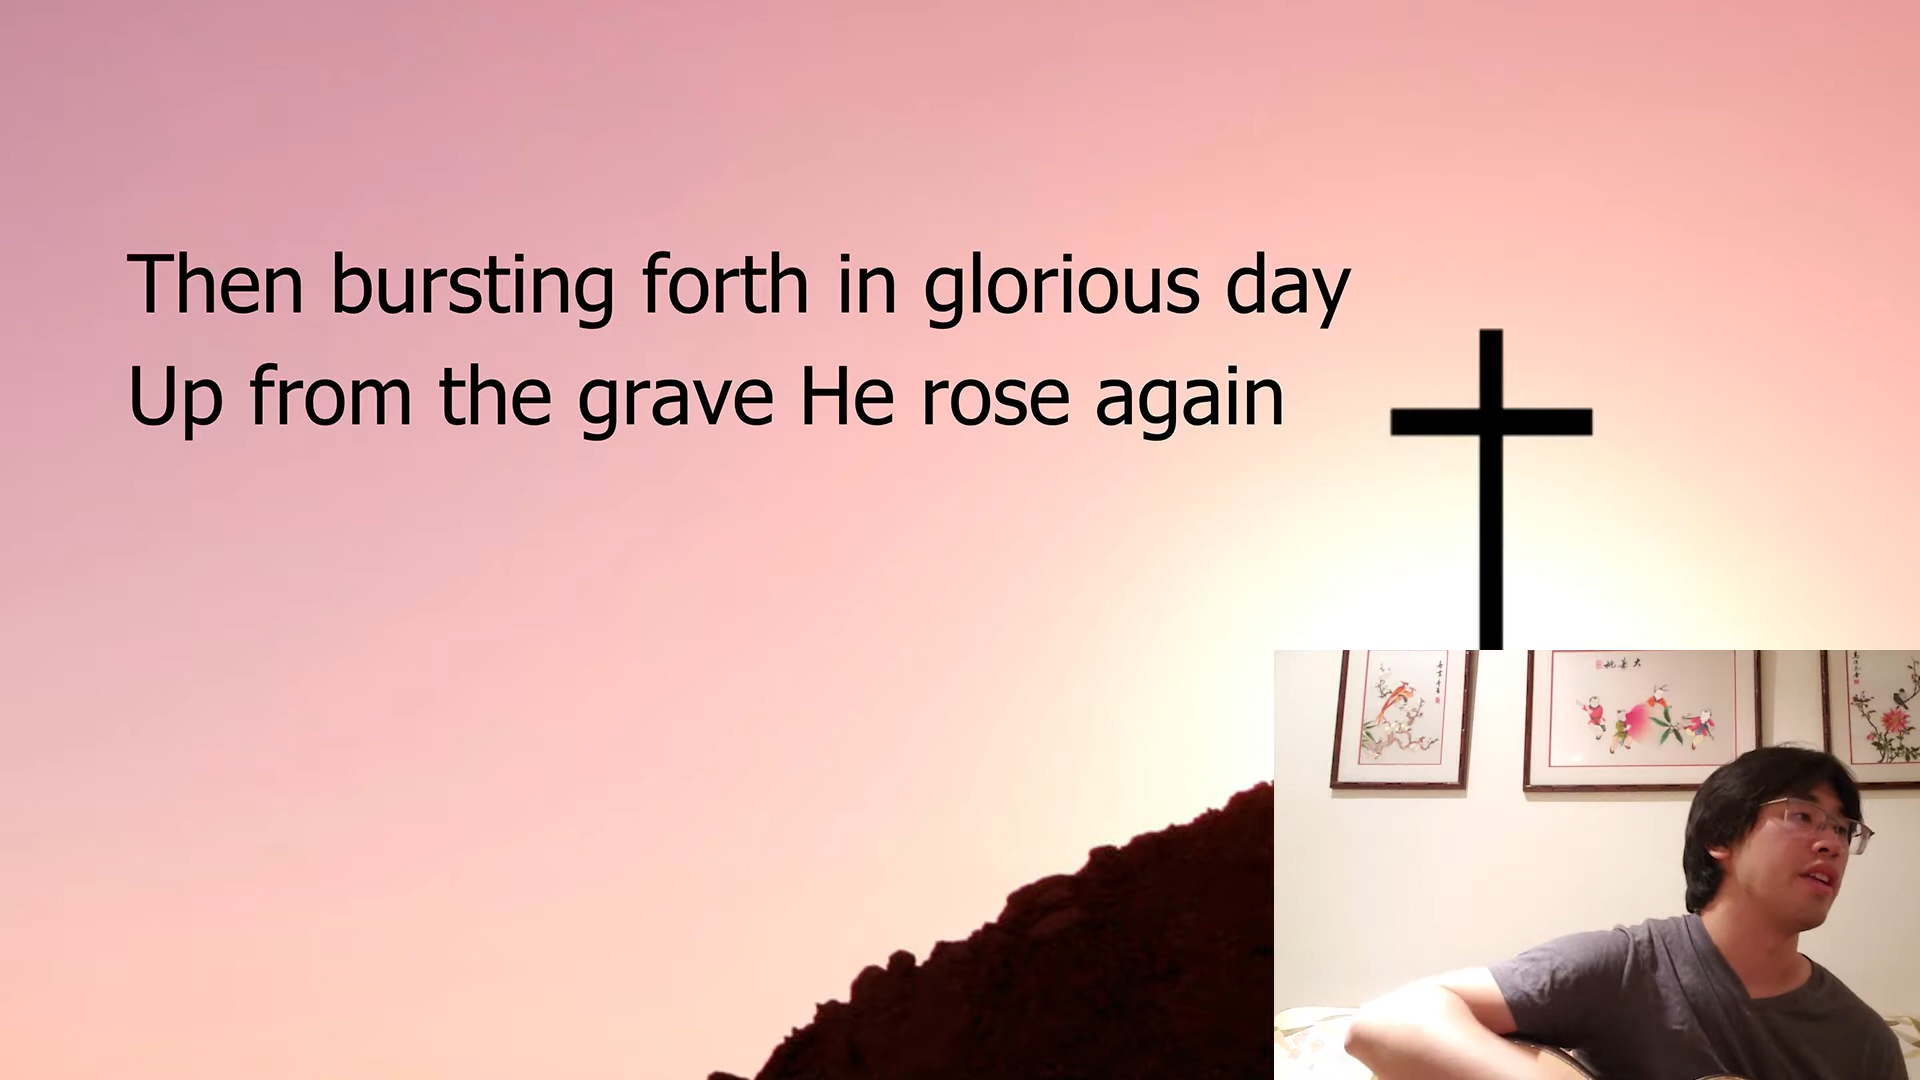 Then bursting forth in glorious day
Up from the grave He rose again